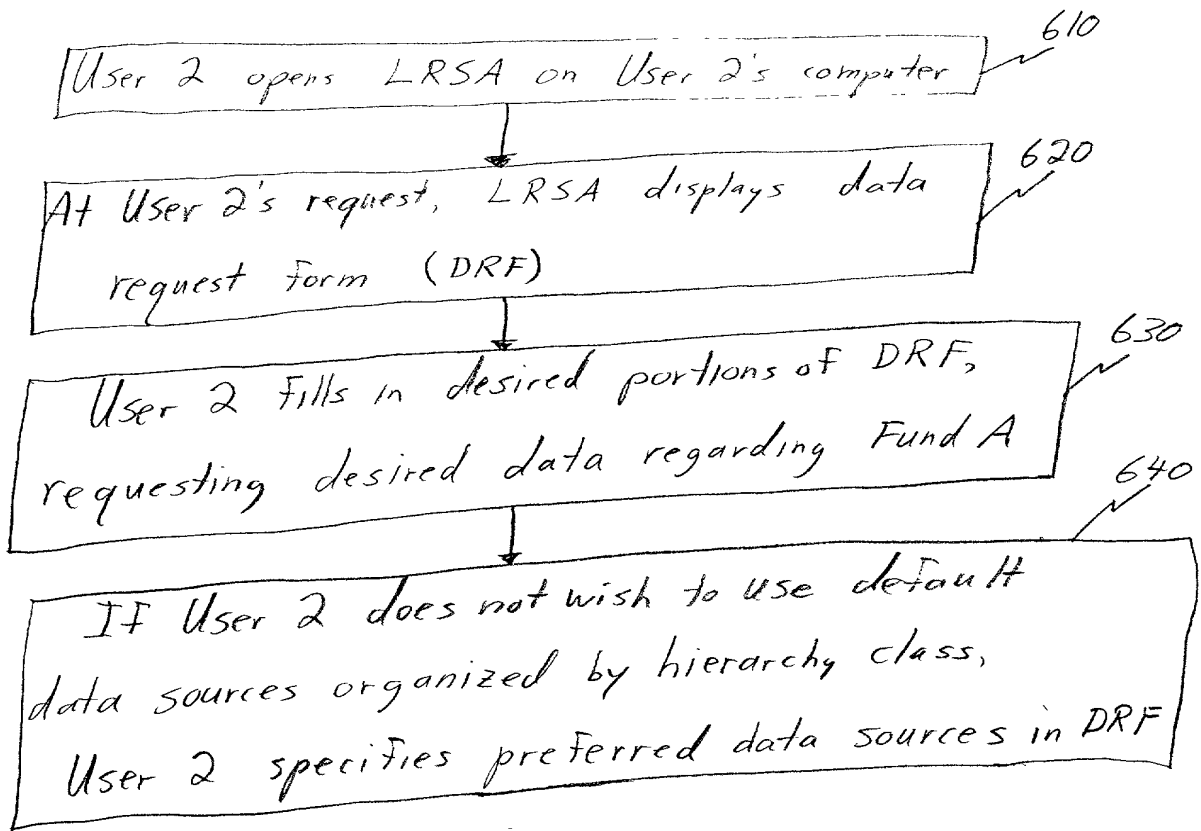 610
User 2 opens LRSA on User 2's computer
620
At User 2's request, LRSA displays data
request form (DRF)
630
User 2 fills in desired portions of DRF,
requesting desired data regarding Fund A
640
If User 2 does not wish to use default
data sources organized by hierarchy class,
User 2 specifies preferred data sources in DRF